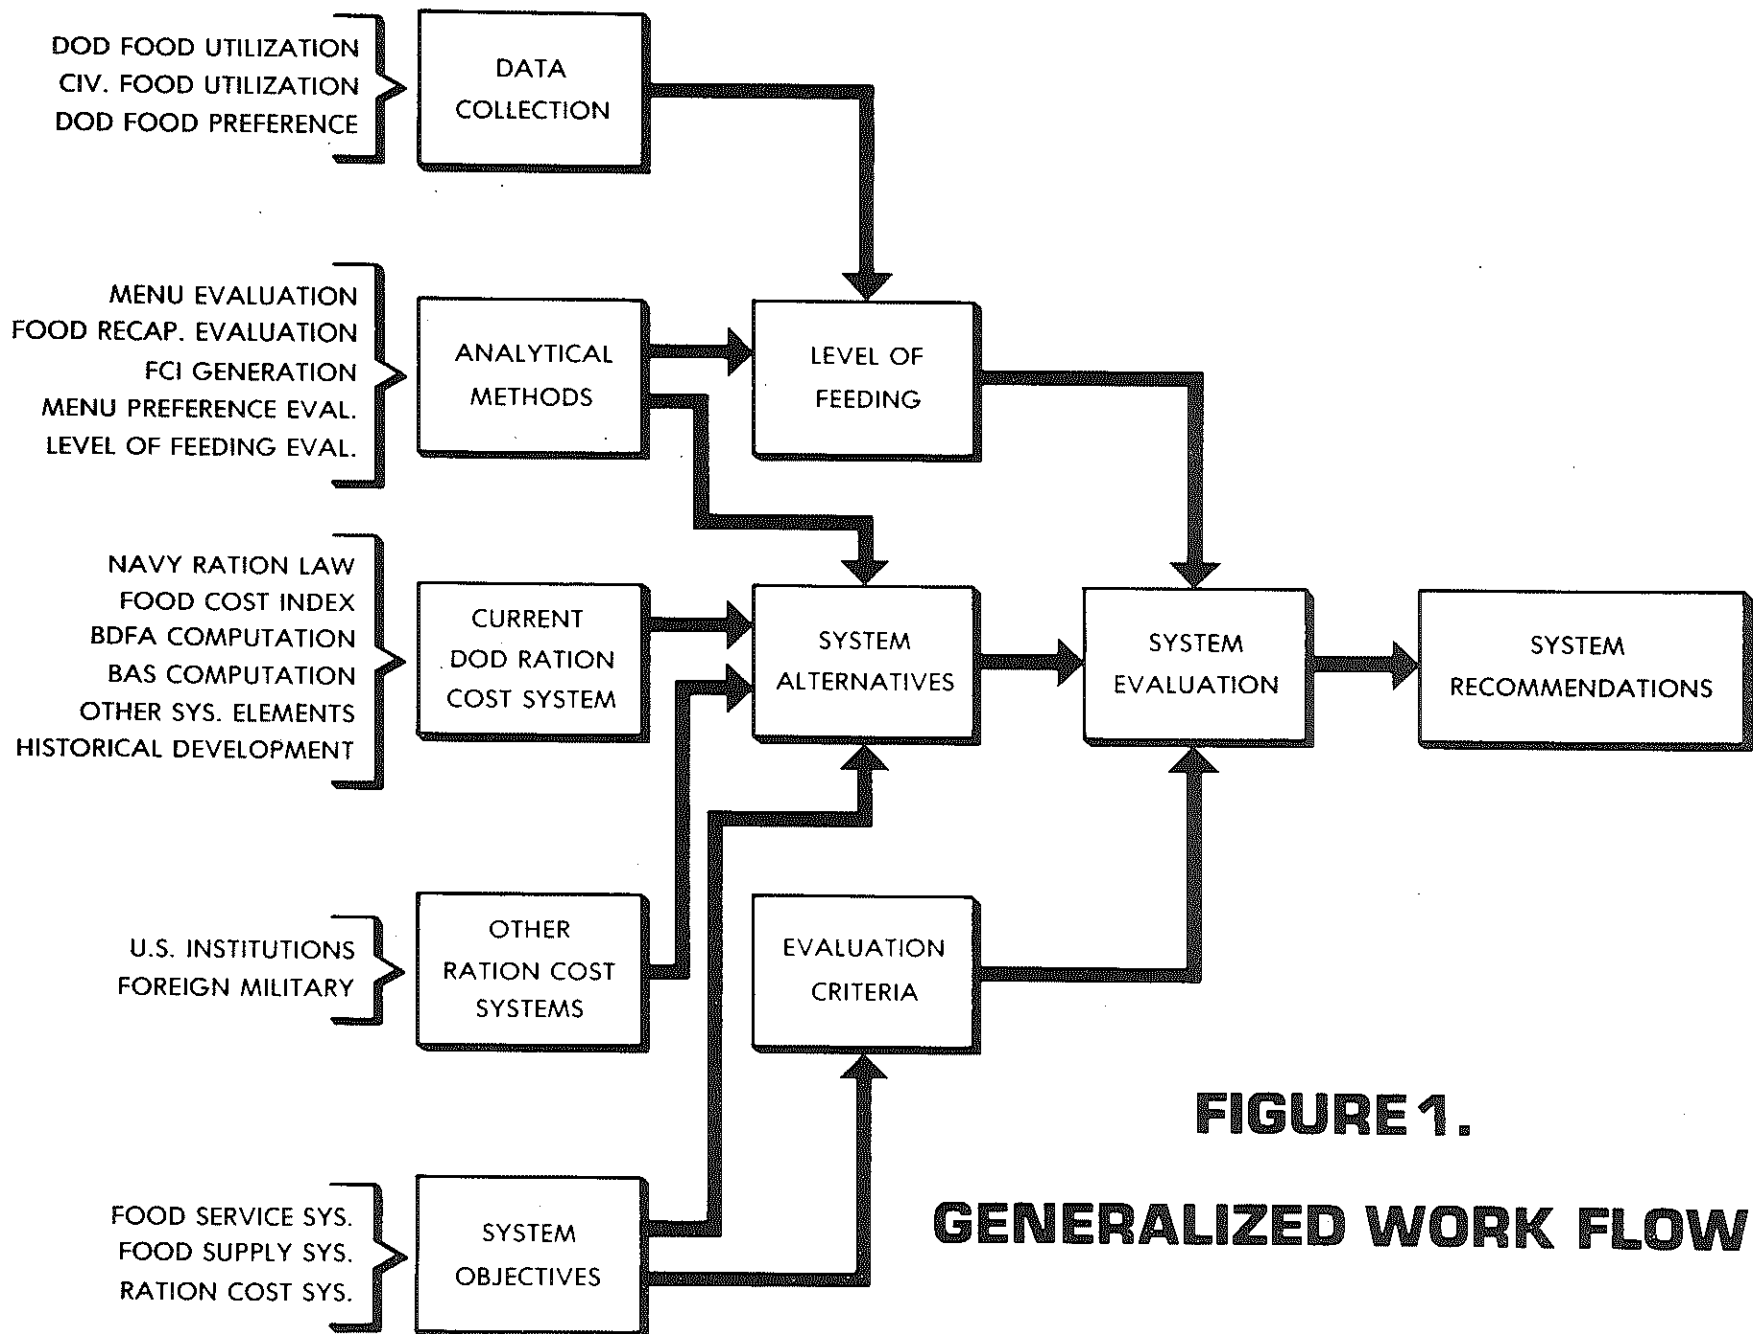 DOD FOOD UTILIZATION
CIV. FOOD UTILIZATION
DOD FOOD PREFERENCE
DATA
COLLECTION
MENU EVALUATION
FOOD RECAP. EVALUATION
FCI GENERATION
MENU PREFERENCE EVAL.
LEVEL OF FEEDING EVAL.
ANALYTICAL
METHODS
LEVEL OF
FEEDING
NAVY RATION LAW
FOOD COST INDEX
BDFA COMPUTATION
BAS COMPUTATION
OTHER SYS. ELEMENTS
HISTORICAL DEVELOPMENT
CURRENT
DOD RATION
COST SYSTEM
SYSTEM
ALTERNATIVES
SYSTEM
EVALUATION
SYSTEM
RECOMMENDATIONS
U.S. INSTITUTIONS
FOREIGN MILITARY
OTHER
RATION COST
SYSTEMS
EVALUATION
CRITERIA
FOOD SERVICE SYS.
FOOD SUPPLY SYS.
RATION COST SYS.
SYSTEM
OBJECTIVES
FIGURE 1.
GENERALIZED WORK FLOW